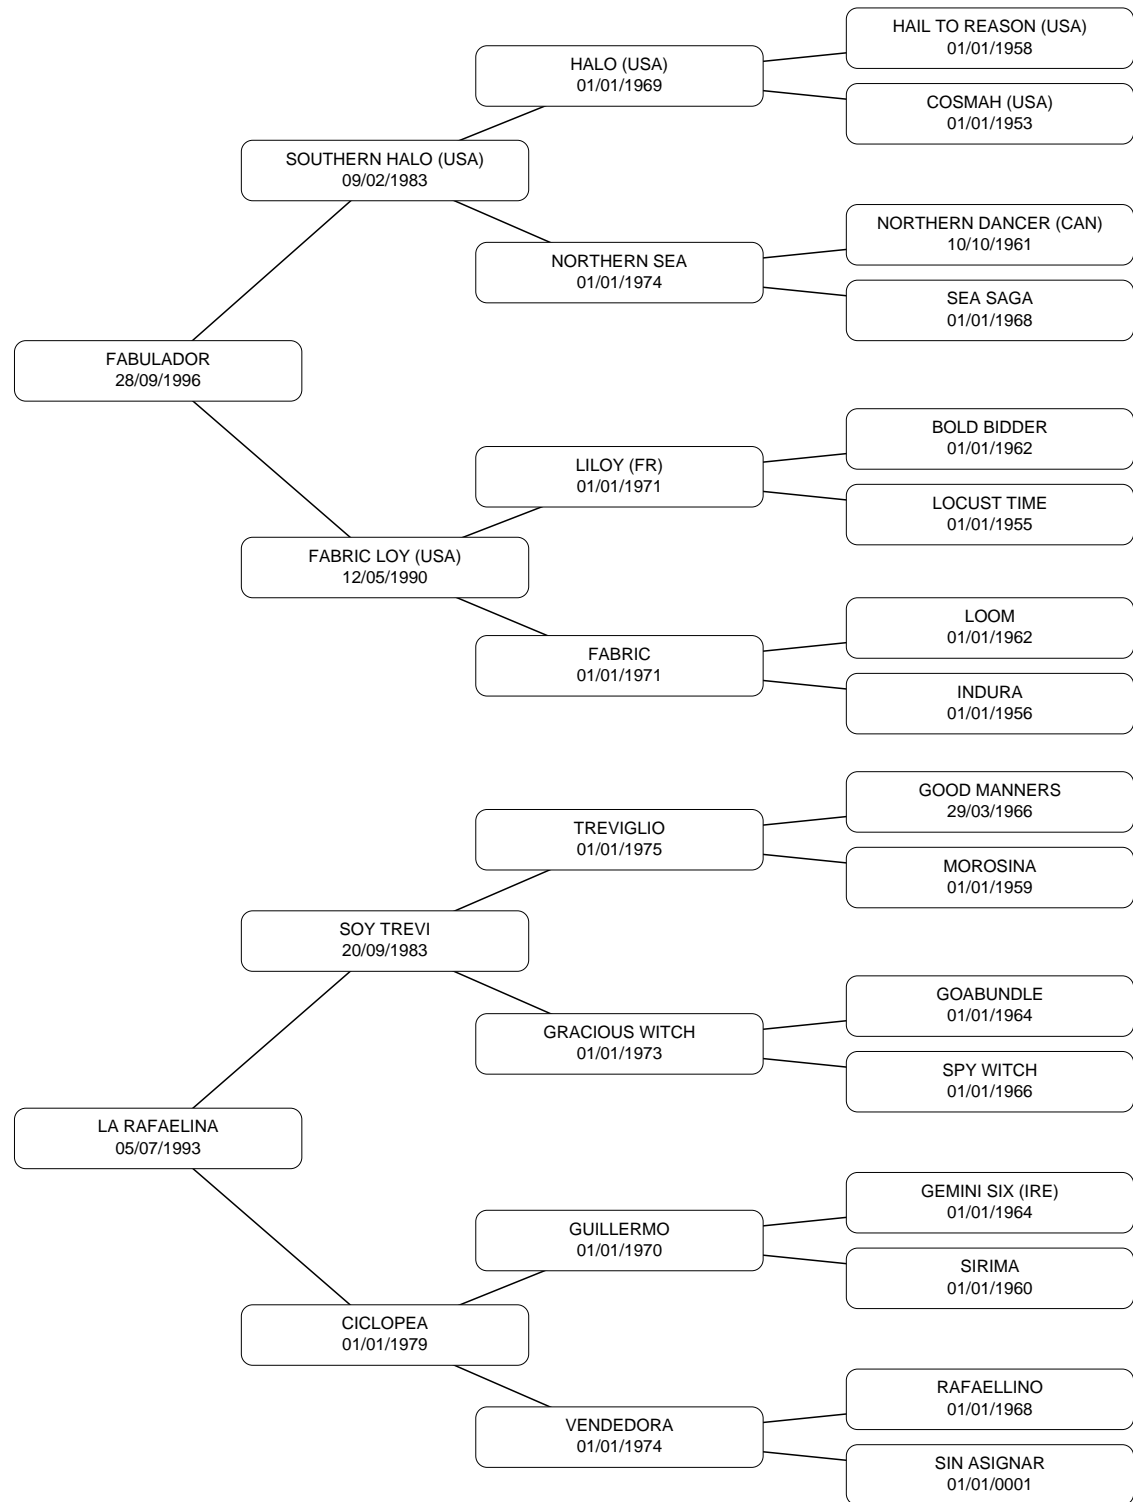 HAIL TO REASON (USA)
01/01/1958
HALO (USA)
01/01/1969
COSMAH (USA)
01/01/1953
SOUTHERN HALO (USA)
09/02/1983
NORTHERN DANCER (CAN)
10/10/1961
NORTHERN SEA
01/01/1974
SEA SAGA
01/01/1968
FABULADOR
28/09/1996
BOLD BIDDER
01/01/1962
LILOY (FR)
01/01/1971
LOCUST TIME
01/01/1955
FABRIC LOY (USA)
12/05/1990
LOOM
01/01/1962
FABRIC
01/01/1971
INDURA
01/01/1956
GOOD MANNERS
29/03/1966
TREVIGLIO
01/01/1975
MOROSINA
01/01/1959
SOY TREVI
20/09/1983
GOABUNDLE
01/01/1964
GRACIOUS WITCH
01/01/1973
SPY WITCH
01/01/1966
LA RAFAELINA
05/07/1993
GEMINI SIX (IRE)
01/01/1964
GUILLERMO
01/01/1970
SIRIMA
01/01/1960
CICLOPEA
01/01/1979
RAFAELLINO
01/01/1968
VENDEDORA
01/01/1974
SIN ASIGNAR
01/01/0001